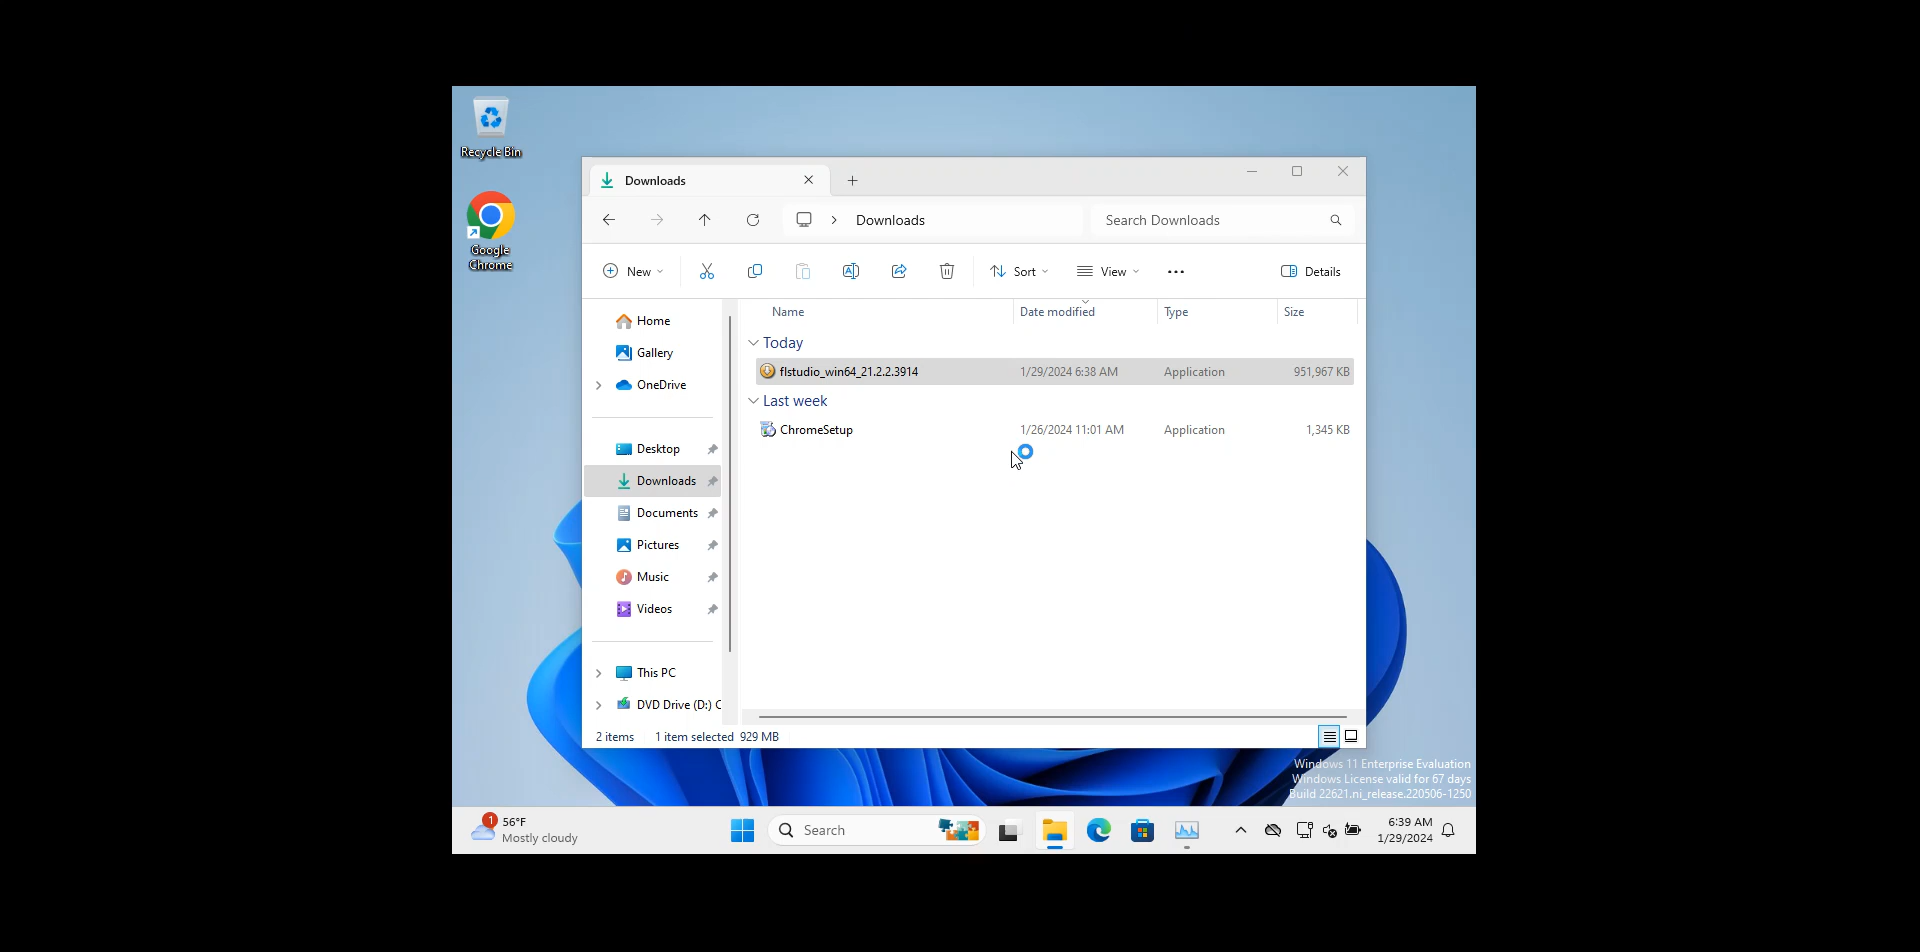 Recycle Bin
Google
Chrome
Downloads
Downloads
Search Downloads
New
Sort
View
Details
Home
Gallery
OneDrive
Desktop
Downloads
Documents
Pictures
Music
Videos
This PC
DVD Drive (D:) C
Name Date modified Type Size
Today
flstudio_win64_21.2.2.3914 1/29/2024 6:38 AM Application 951,967 KB
Last week
ChromeSetup 1/26/2024 11:01 AM Application 1,345 KB
2 items 1 item selected 929 MB
Windows 11 Enterprise Evaluation
Windows License valid for 67 days
Build 22621.ni_release.220506-1250
1
56°F
Mostly cloudy
Search
6:39 AM
1/29/2024